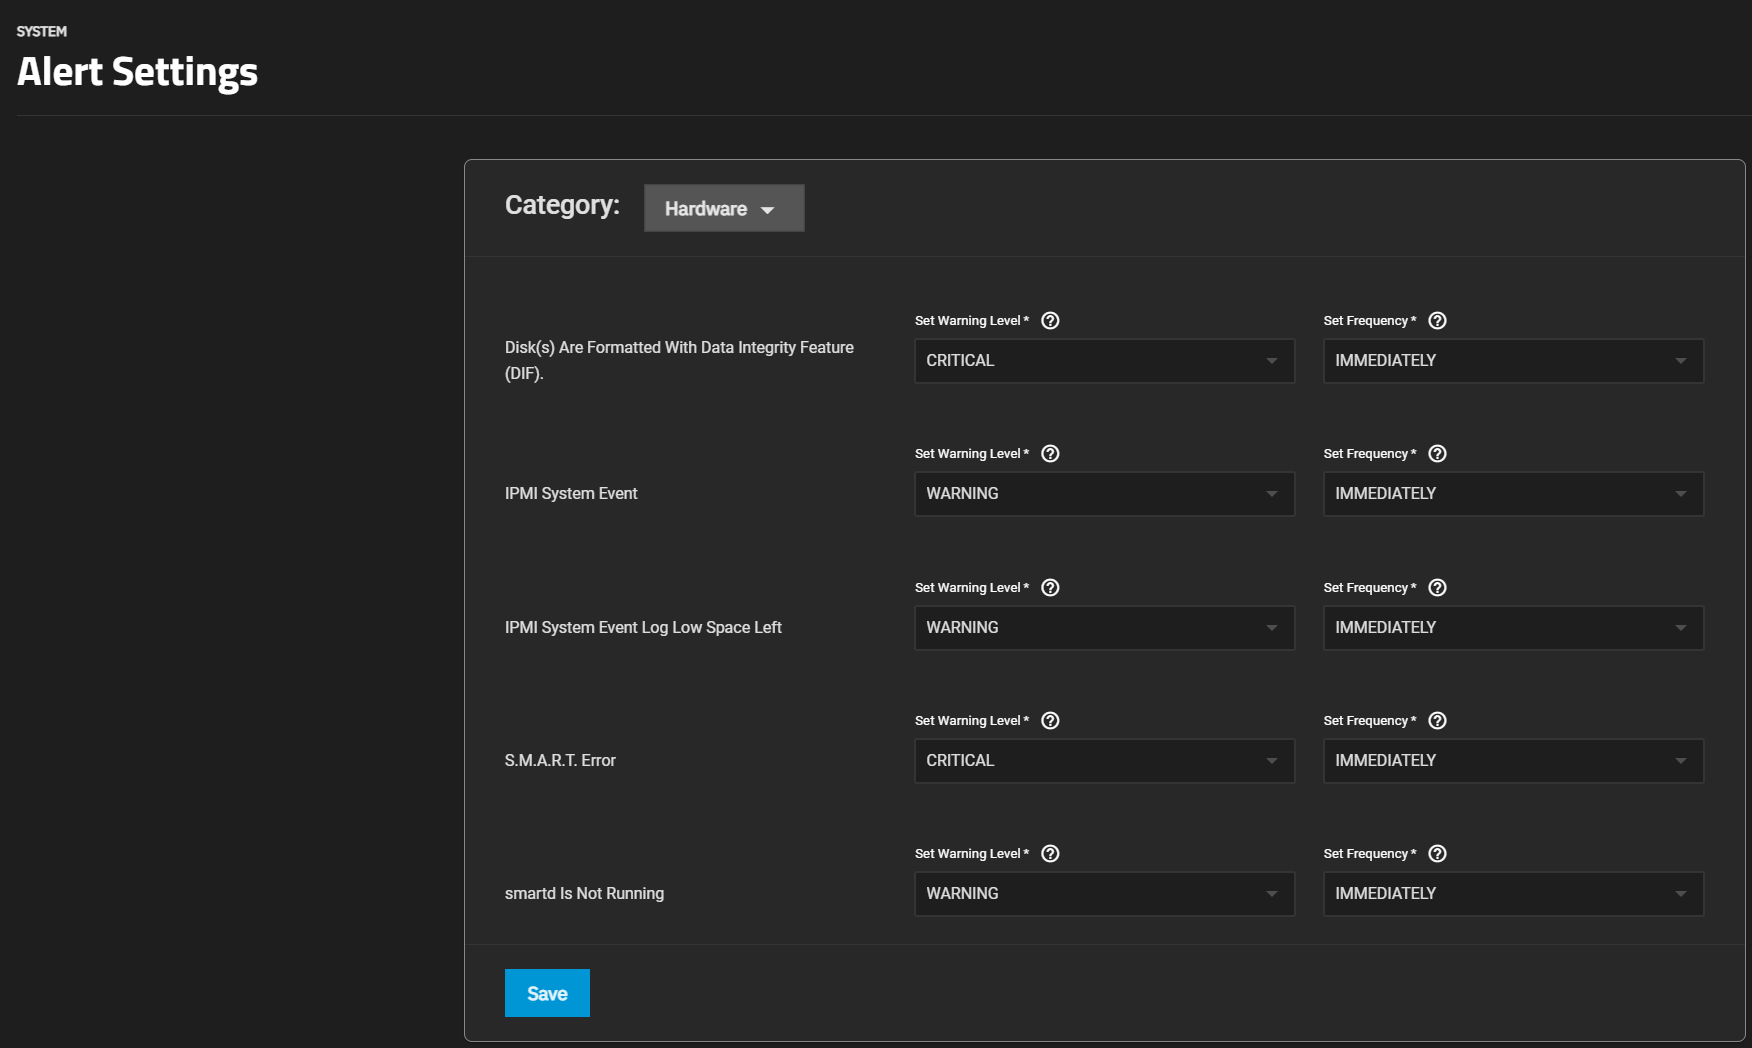 SYSTEM
Alert Settings
Category: Hardware
Set Warning Level * Set Frequency *
Disk(s) Are Formatted With Data Integrity Feature
(DIF).
CRITICAL IMMEDIATELY
Set Warning Level * Set Frequency *
IPMI System Event WARNING IMMEDIATELY
Set Warning Level * Set Frequency *
IPMI System Event Log Low Space Left WARNING IMMEDIATELY
Set Warning Level * Set Frequency *
S.M.A.R.T. Error CRITICAL IMMEDIATELY
Set Warning Level * Set Frequency *
smartd Is Not Running WARNING IMMEDIATELY
Save